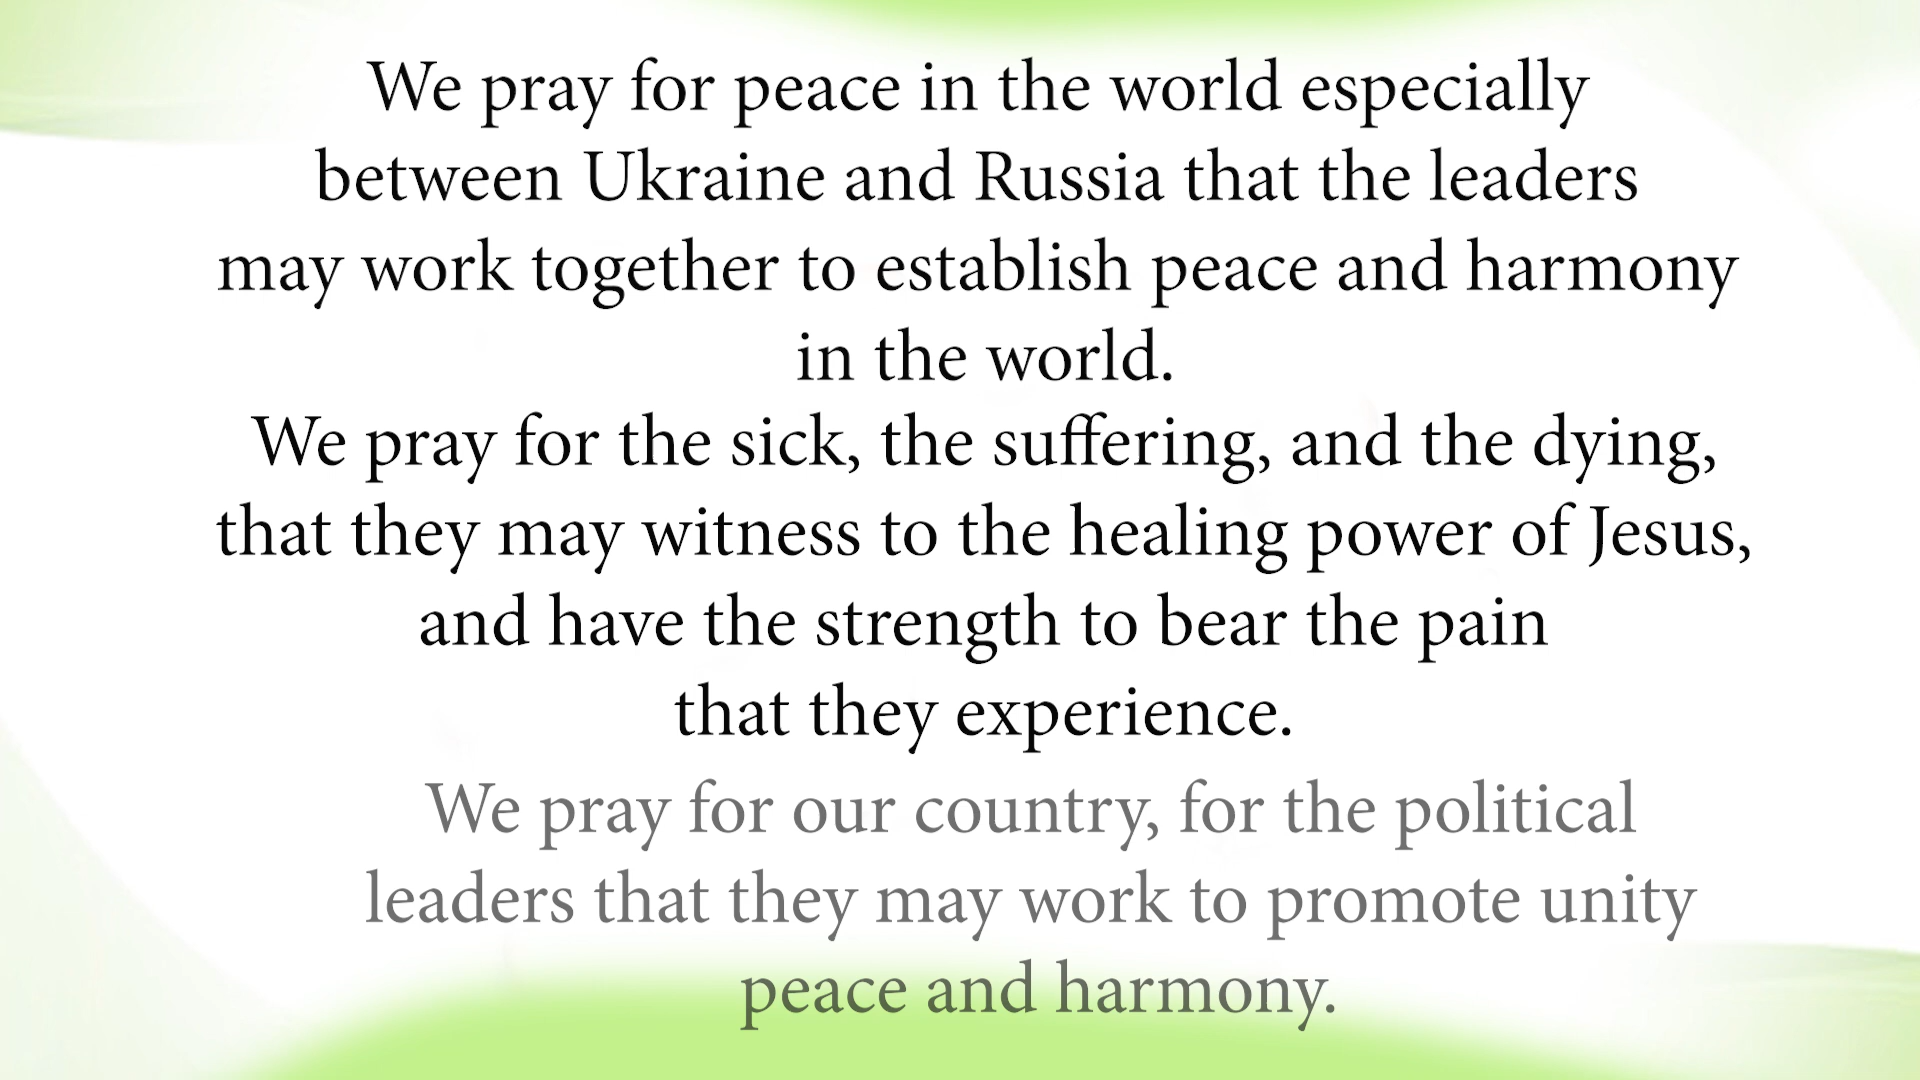 We pray for peace in the world especially
between Ukraine and Russia that the leaders
may work together to establish peace and harmony
in the world.
We pray for the sick, the suffering, and the dying,
that they may witness to the healing power of Jesus,
and have the strength to bear the pain
that they experience.
We pray for our country, for the political
leaders that they may work to promote unity
peace and harmony.